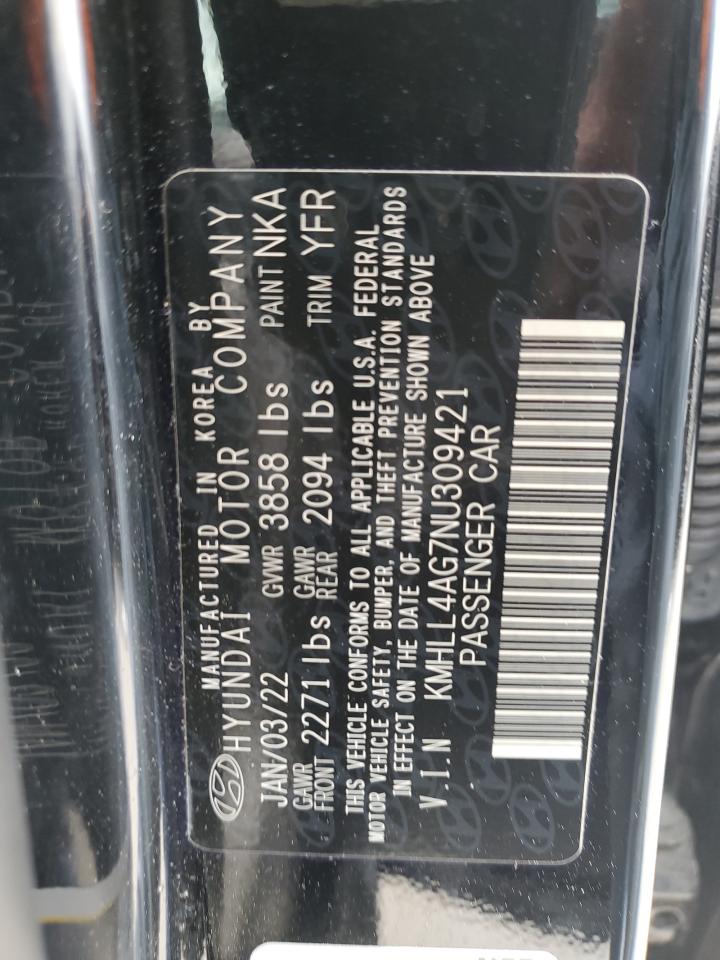 MANUFACTURED IN KOREA BY
HYUNDAI MOTOR COMPANY
JAN/03/22 GVWR 3858 lbs PAINT NKA
GAWR FRONT 2271 lbs GAWR REAR 2094 lbs TRIM YFR
THIS VEHICLE CONFORMS TO ALL APPLICABLE U.S.A. FEDERAL
MOTOR VEHICLE SAFETY, BUMPER, AND THEFT PREVENTION STANDARDS
IN EFFECT ON THE DATE OF MANUFACTURE SHOWN ABOVE
V.I.N KMHLL4AG7NU309421
PASSENGER CAR